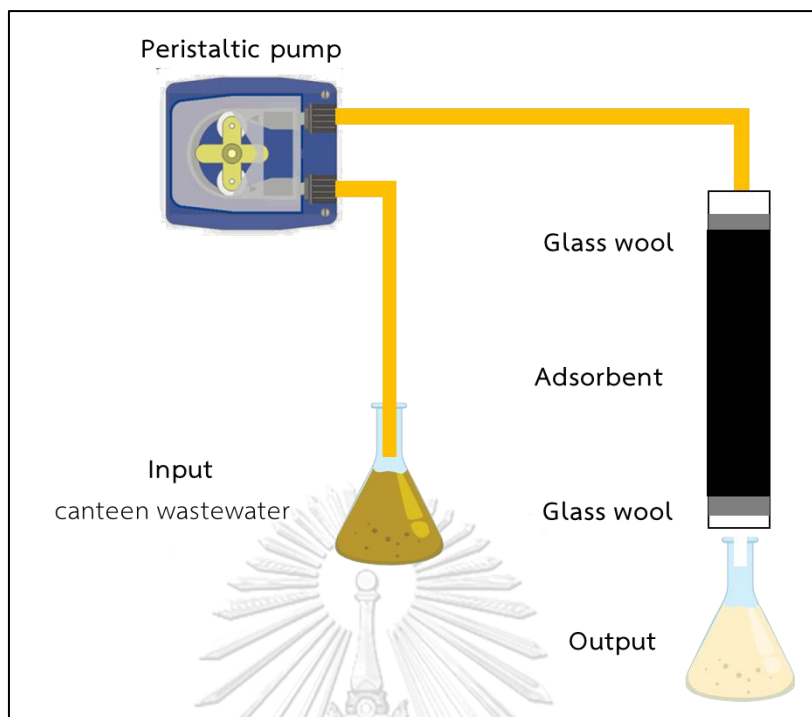 Peristaltic pump
Glass wool
Adsorbent
Input
canteen wastewater
Glass wool
Output